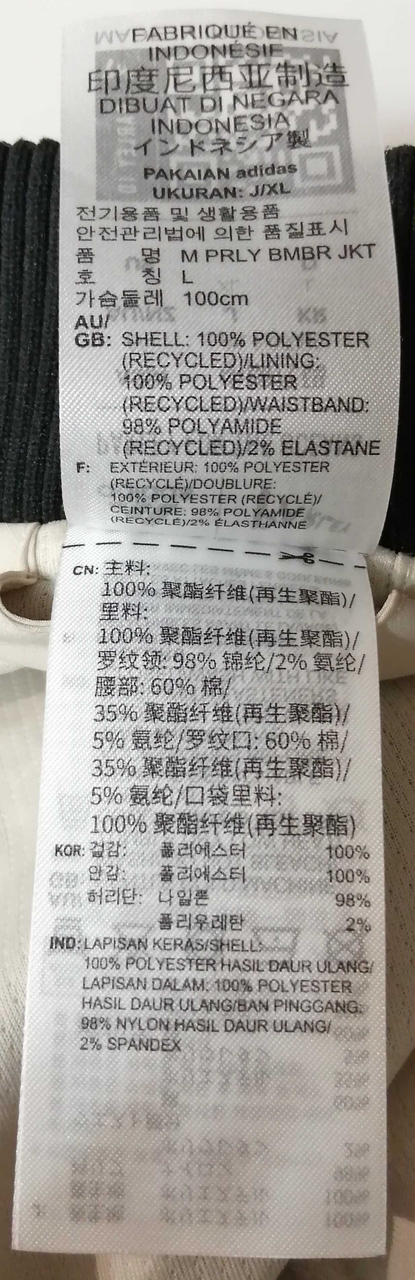 FABRIQUÉ EN
INDONÉSIE
印度尼西亚制造
DIBUAT DI NEGARA
INDONESIA
インドネシア製
PAKAIAN adidas
UKURAN: J/XL
전기용품 및 생활용품
안전관리법에 의한 품질표시
품 명 M PRLY BMBR JKT
호 칭 L
가슴둘레 100cm
AU/
GB: SHELL: 100% POLYESTER
(RECYCLED)/LINING:
100% POLYESTER
(RECYCLED)/WAISTBAND:
98% POLYAMIDE
(RECYCLED)/2% ELASTANE
F: EXTÉRIEUR: 100% POLYESTER
(RECYCLÉ)/DOUBLURE:
100% POLYESTER (RECYCLÉ)/
CEINTURE: 98% POLYAMIDE
(RECYCLÉ)/2% ÉLASTHANNE
CN: 主料:
100% 聚酯纤维(再生聚酯)/
里料:
100% 聚酯纤维(再生聚酯)/
罗纹领: 98% 锦纶/2% 氨纶/
腰部: 60% 棉/
35% 聚酯纤维(再生聚酯)/
5% 氨纶/罗纹口: 60% 棉/
35% 聚酯纤维(再生聚酯)/
5% 氨纶/口袋里料:
100% 聚酯纤维(再生聚酯)
KOR: 겉감: 폴리에스터 100%
안감: 폴리에스터 100%
허리단: 나일론 98%
폴리우레탄 2%
IND: LAPISAN KERAS/SHELL:
100% POLYESTER HASIL DAUR ULANG/
LAPISAN DALAM: 100% POLYESTER
HASIL DAUR ULANG/BAN PINGGANG:
98% NYLON HASIL DAUR ULANG/
2% SPANDEX